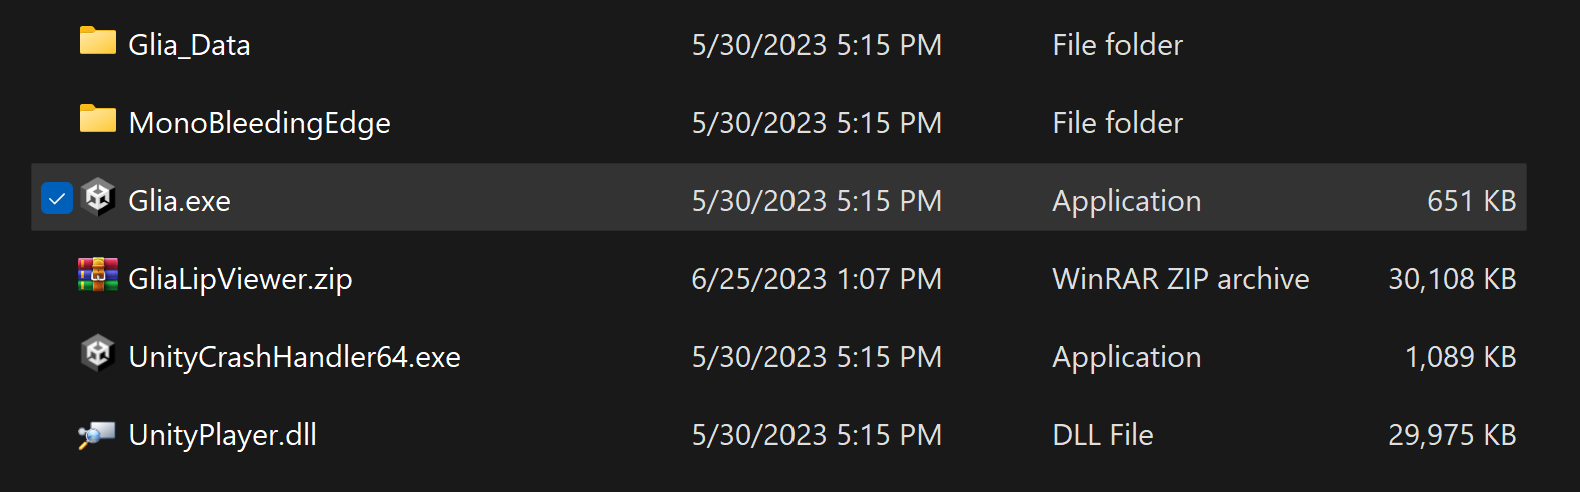 Glia_Data 5/30/2023 5:15 PM File folder
MonoBleedingEdge 5/30/2023 5:15 PM File folder
Glia.exe 5/30/2023 5:15 PM Application 651 KB
GliaLipViewer.zip 6/25/2023 1:07 PM WinRAR ZIP archive 30,108 KB
UnityCrashHandler64.exe 5/30/2023 5:15 PM Application 1,089 KB
UnityPlayer.dll 5/30/2023 5:15 PM DLL File 29,975 KB